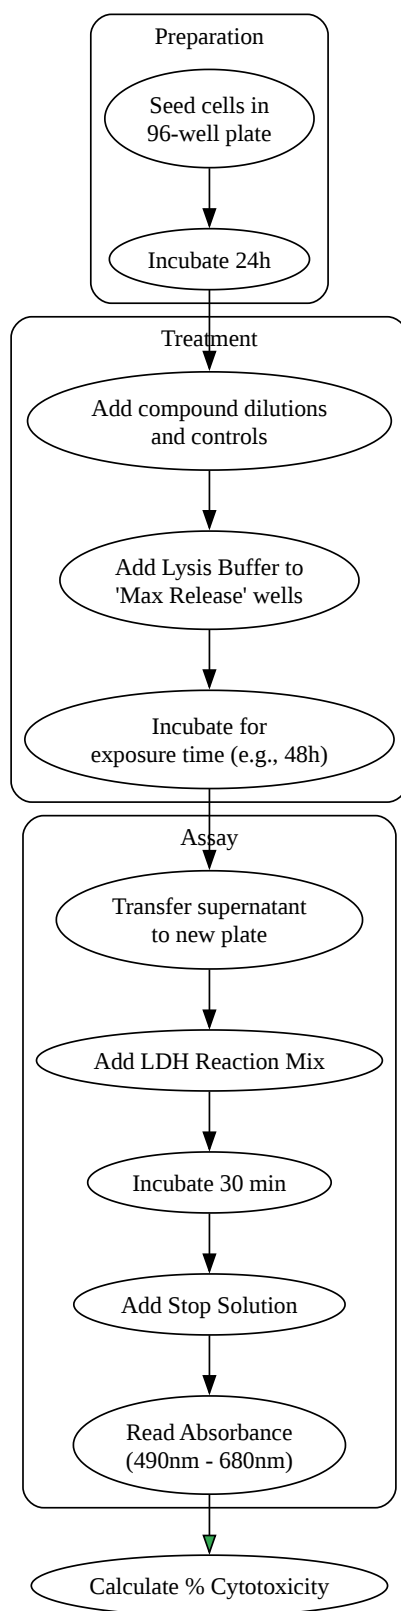 Preparation
Seed cells in
96-well plate
Incubate 24h
Treatment
Add compound dilutions
and controls
Add Lysis Buffer to
'Max Release' wells
Incubate for
exposure time (e.g., 48h)
Assay
Transfer supernatant
to new plate
Add LDH Reaction Mix
Incubate 30 min
Add Stop Solution
Read Absorbance
(490nm - 680nm)
Calculate % Cytotoxicity